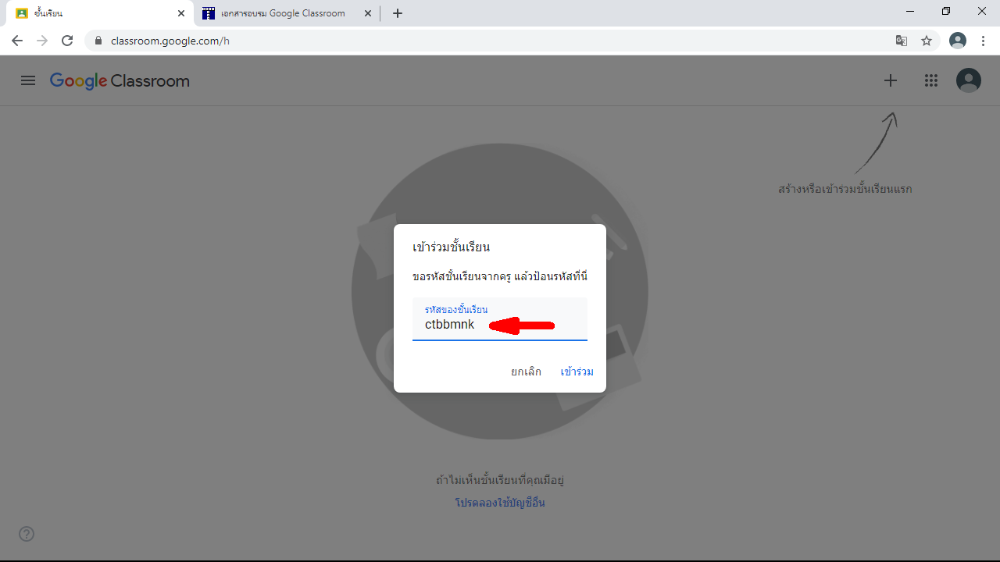 ชั้นเรียน
เอกสารอบรม Google Classroom
classroom.google.com/h
Google Classroom
สร้างหรือเข้าร่วมชั้นเรียนแรก
เข้าร่วมชั้นเรียน
ขอรหัสชั้นเรียนจากครู แล้วป้อนรหัสที่นี่
รหัสของชั้นเรียน
ctbbmnk
ยกเลิก เข้าร่วม
ถ้าไม่เห็นชั้นเรียนที่คุณมีอยู่
โปรดลองใช้บัญชีอื่น